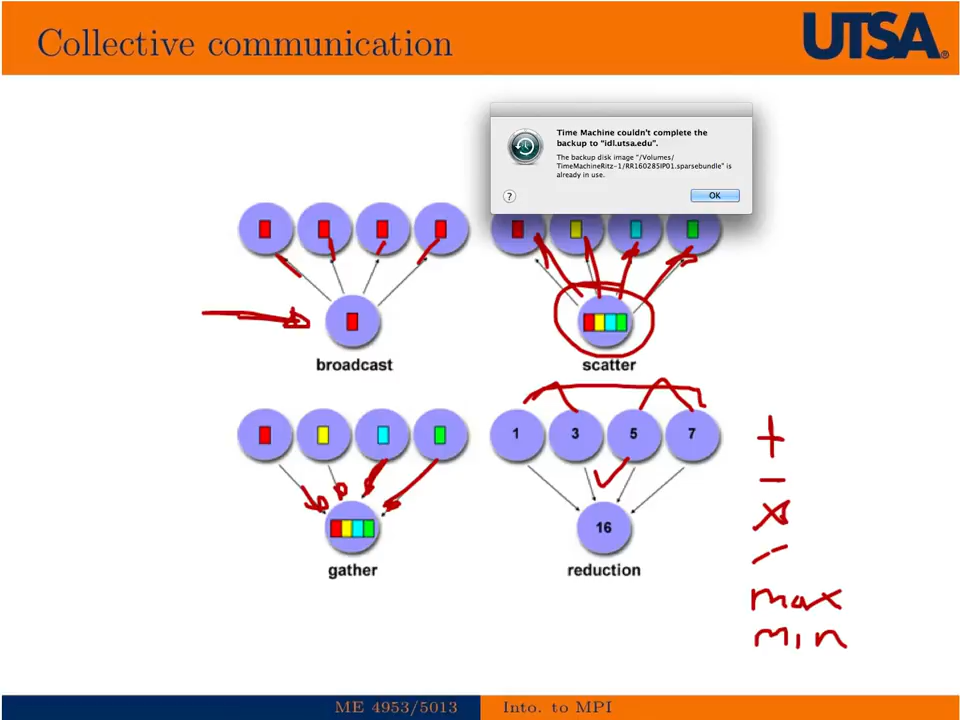 Collective communication
UTSA®
Time Machine couldn't complete the
backup to "idl.utsa.edu".
The backup disk image "/Volumes/
TimeMachineRitz-1/RR160285IP01.sparsebundle" is
already in use.
?
OK
broadcast
scatter
1 3 5 7
+
-
x
16
gather
reduction
max
min
ME 4953/5013
Into. to MPI